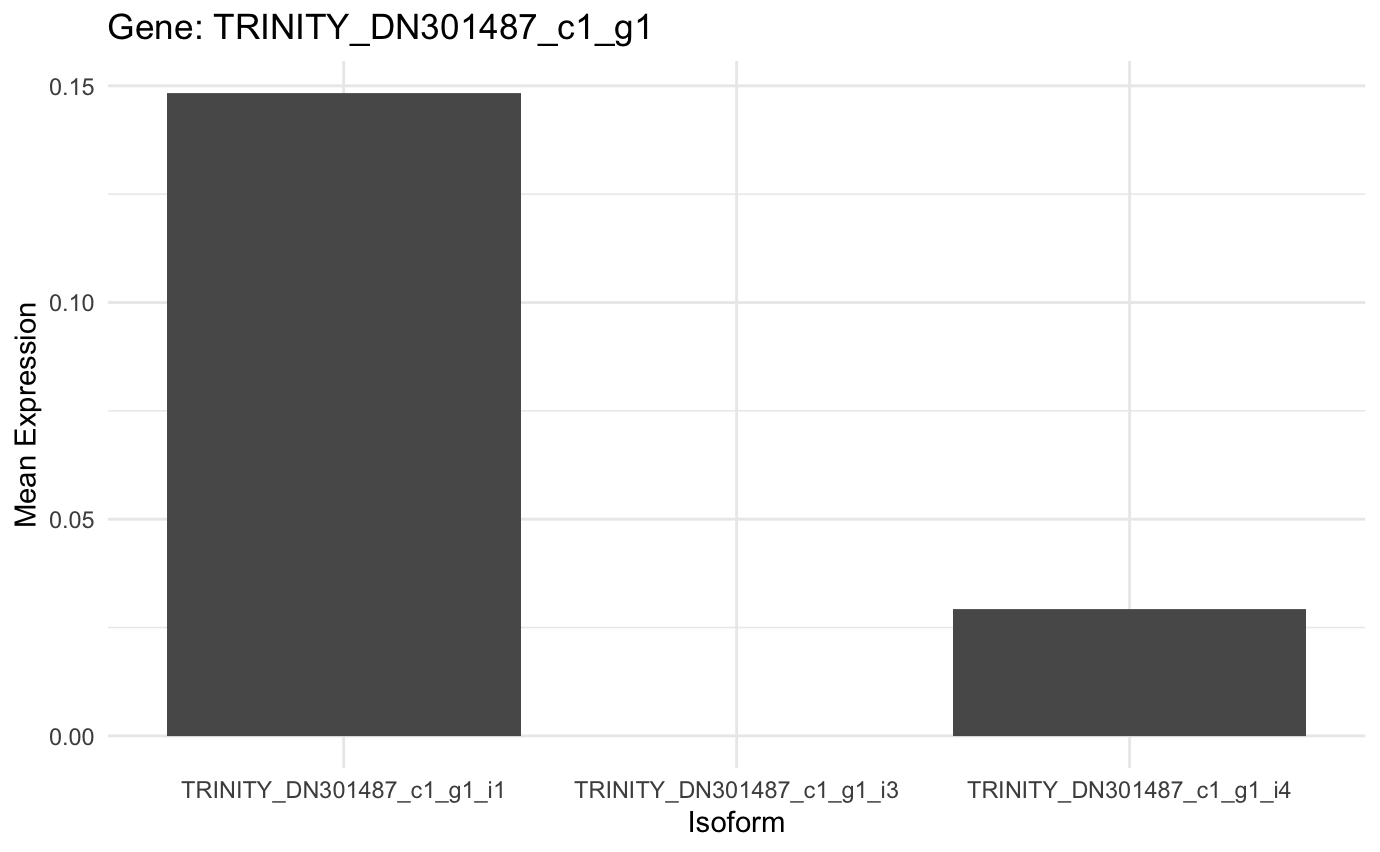 Gene: TRINITY_DN301487_c1_g1
0.15
0.10
0.05
0.00
Mean Expression
TRINITY_DN301487_c1_g1_i1 TRINITY_DN301487_c1_g1_i3 TRINITY_DN301487_c1_g1_i4
Isoform